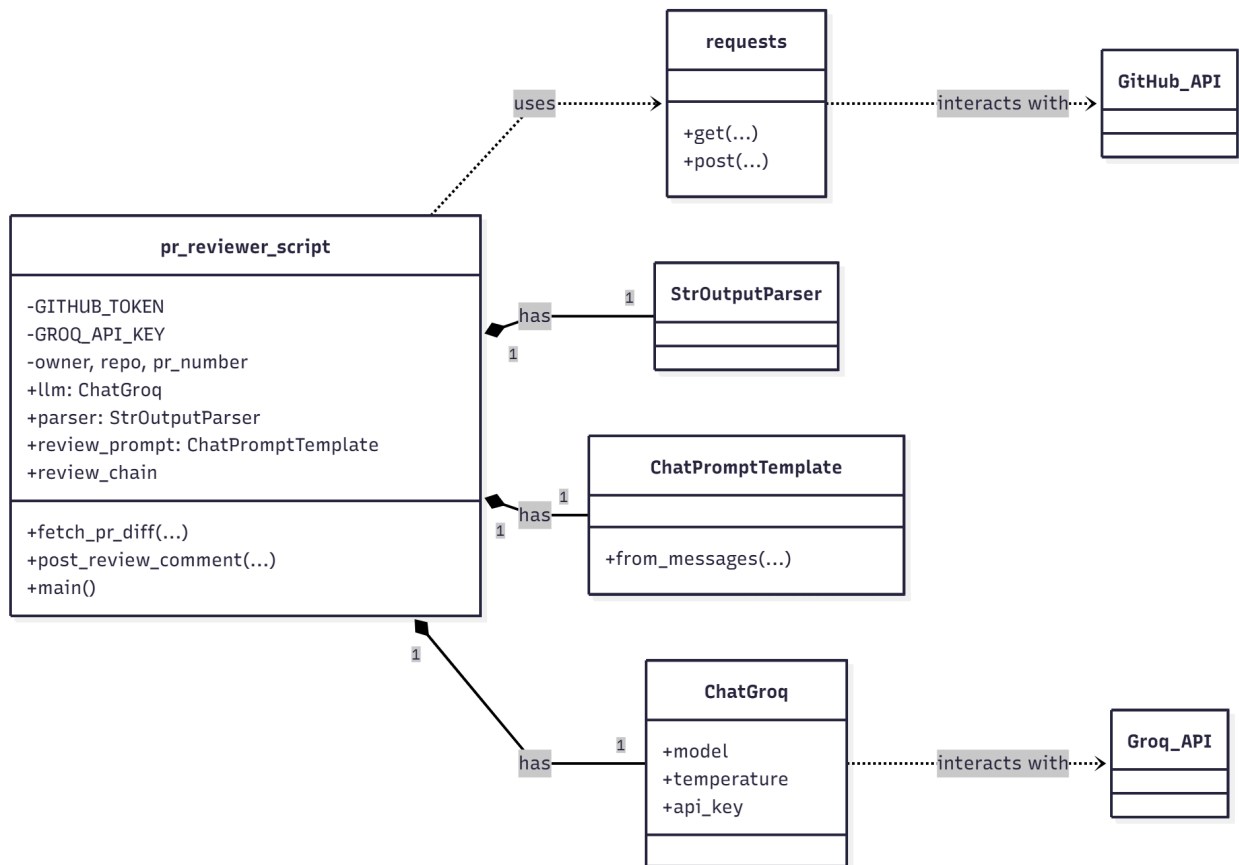 requests
+get(...)
+post(...)
uses
interacts with
GitHub_API
pr_reviewer_script
-GITHUB_TOKEN
-GROQ_API_KEY
-owner, repo, pr_number
+llm: ChatGroq
+parser: StrOutputParser
+review_prompt: ChatPromptTemplate
+review_chain
+fetch_pr_diff(...)
+post_review_comment(...)
+main()
1
has
1
StrOutputParser
1
has
1
ChatPromptTemplate
+from_messages(...)
1
has
1
ChatGroq
+model
+temperature
+api_key
interacts with
Groq_API